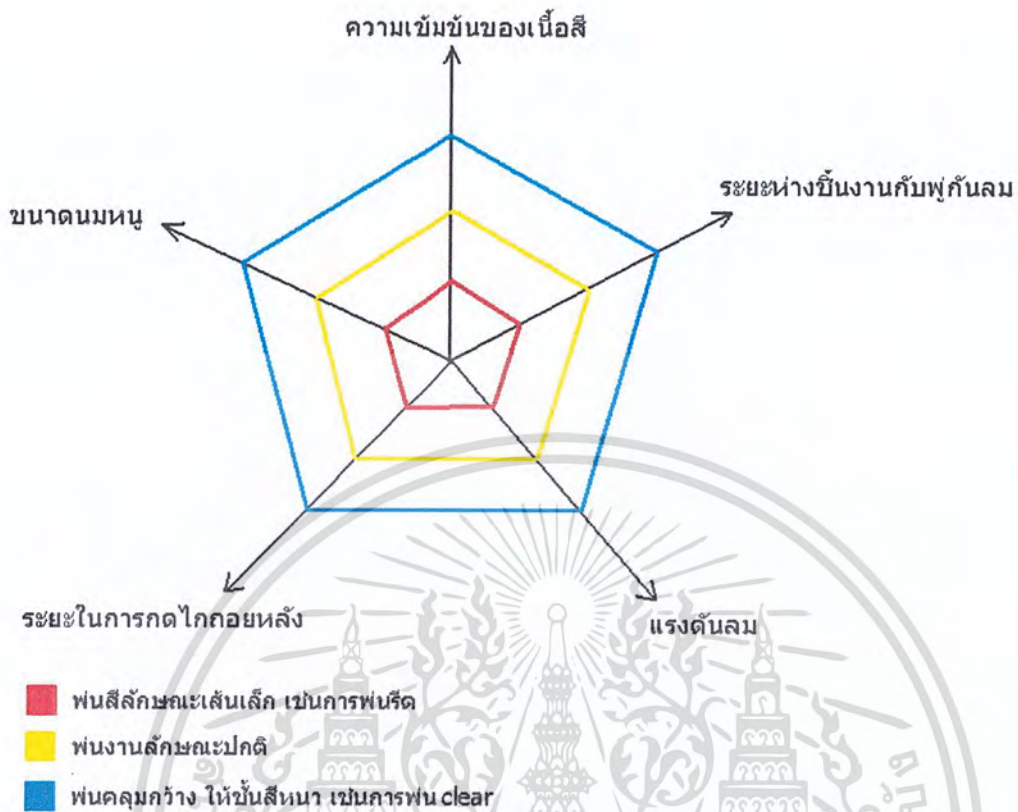 ความเข้มข้นของเนื้อสี
ระยะห่างชิ้นงานกับพู่กันลม
ขนาดนมหนู
ระยะในการกดไกถอยหลัง
แรงดันลม
พ่นสีลักษณะเส้นเล็ก เช่นการพ่นรีด
พ่นงานลักษณะปกติ
พ่นคลุมกว้าง ให้ชั้นสีหนา เช่นการพ่น clear